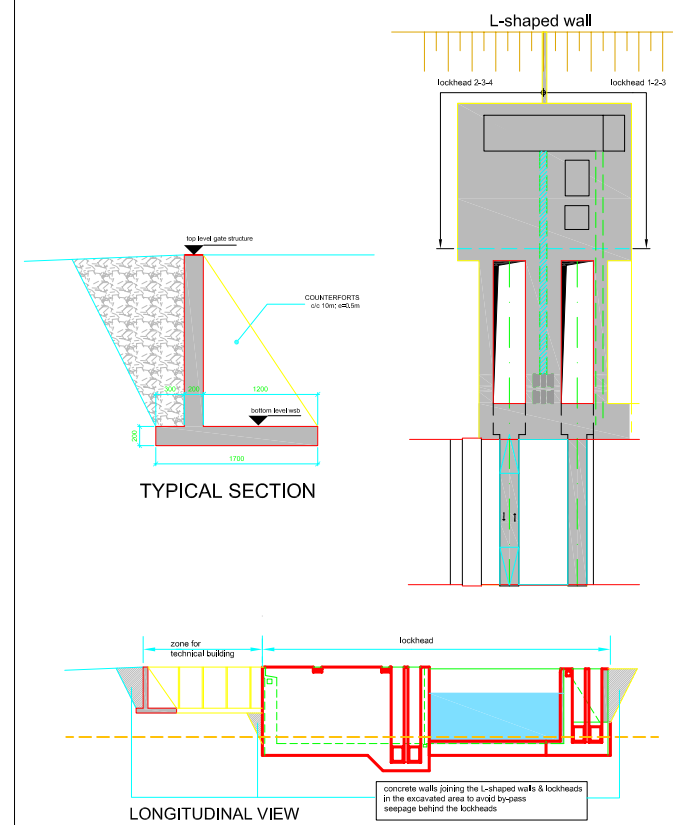 L-shaped wall
lockhead 2-3-4
lockhead 1-2-3
top level gate structure
COUNTERFORTS
c/c 10m; e=0,5m
300
200
1200
bottom level wsb
200
1700
TYPICAL SECTION
zone for
technical building
lockhead
concrete walls joining the L-shaped walls & lockheads
in the excavated area to avoid by-pass
seepage behind the lockheads
LONGITUDINAL VIEW